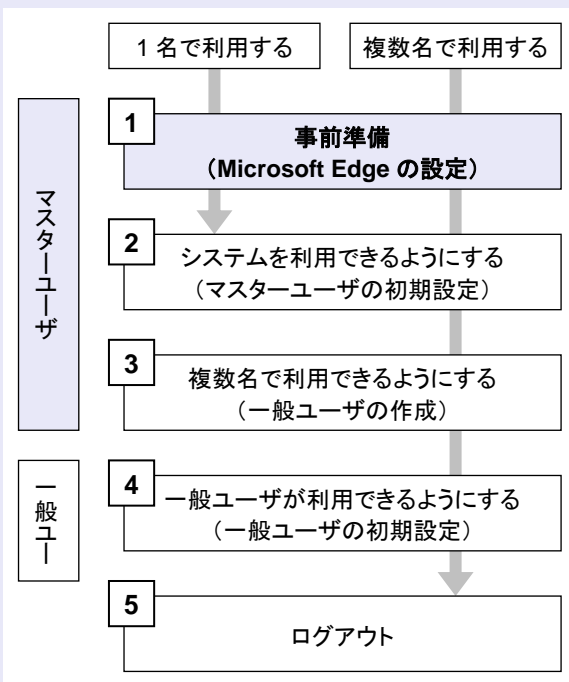 1 名で利用する
複数名で利用する
マスターユーザ
1
事前準備
（Microsoft Edge の設定）
2
システムを利用できるようにする
（マスターユーザの初期設定）
3
複数名で利用できるようにする
（一般ユーザの作成）
一般ユー
4
一般ユーザが利用できるようにする
（一般ユーザの初期設定）
5
ログアウト